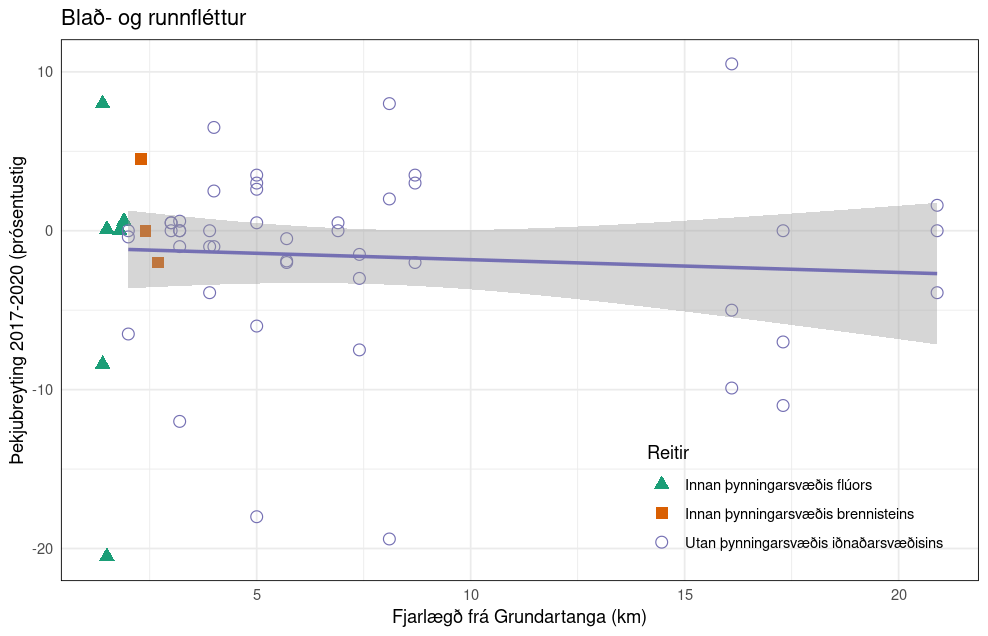 Blað- og runnfléttur
Þekjubreyting 2017-2020 (prósentustig)
10
0
-10
-20
Reitir
Innan þynningarsvæðis flúors
Innan þynningarsvæðis brennisteins
Utan þynningarsvæðis iðnaðarsvæðisins
5
10
15
20
Fjarlægð frá Grundartanga (km)